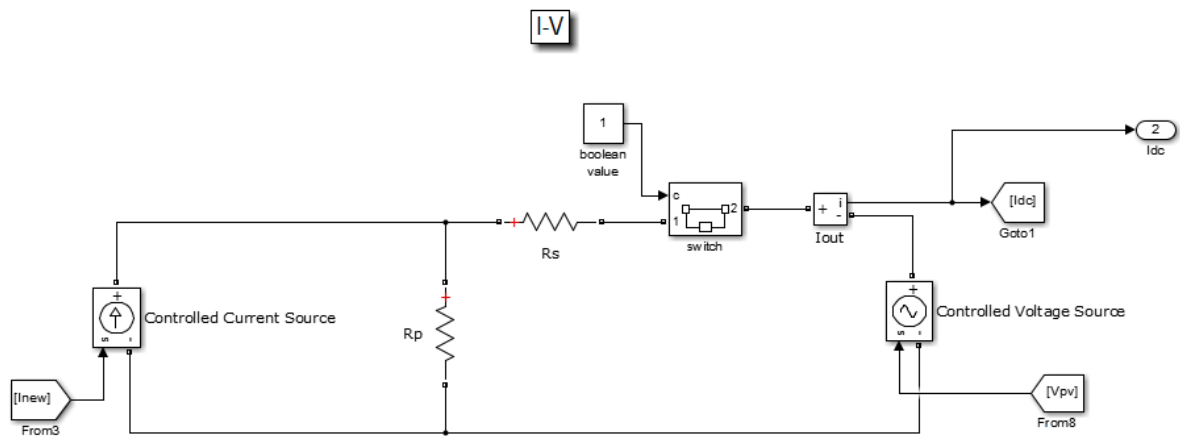 I-V
1
boolean
value
2
Idc
c
1
2
switch
+
i
-
Iout
[Idc]
Goto1
+
Rs
+
s
-
Controlled Current Source
+
Rp
+
s
-
Controlled Voltage Source
[Inew]
From3
[Vpv]
From8